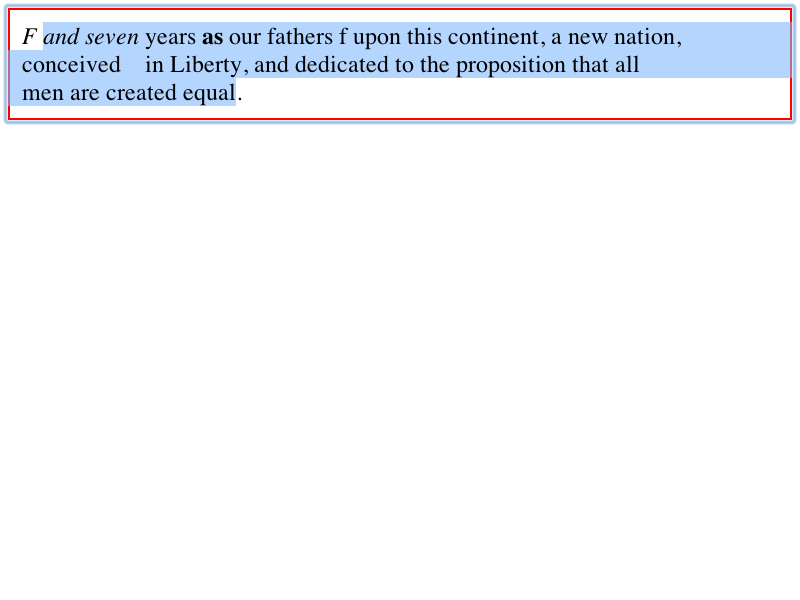 F and seven years as our fathers f upon this continent, a new nation,
conceived    in Liberty, and dedicated to the proposition that all
men are created equal.